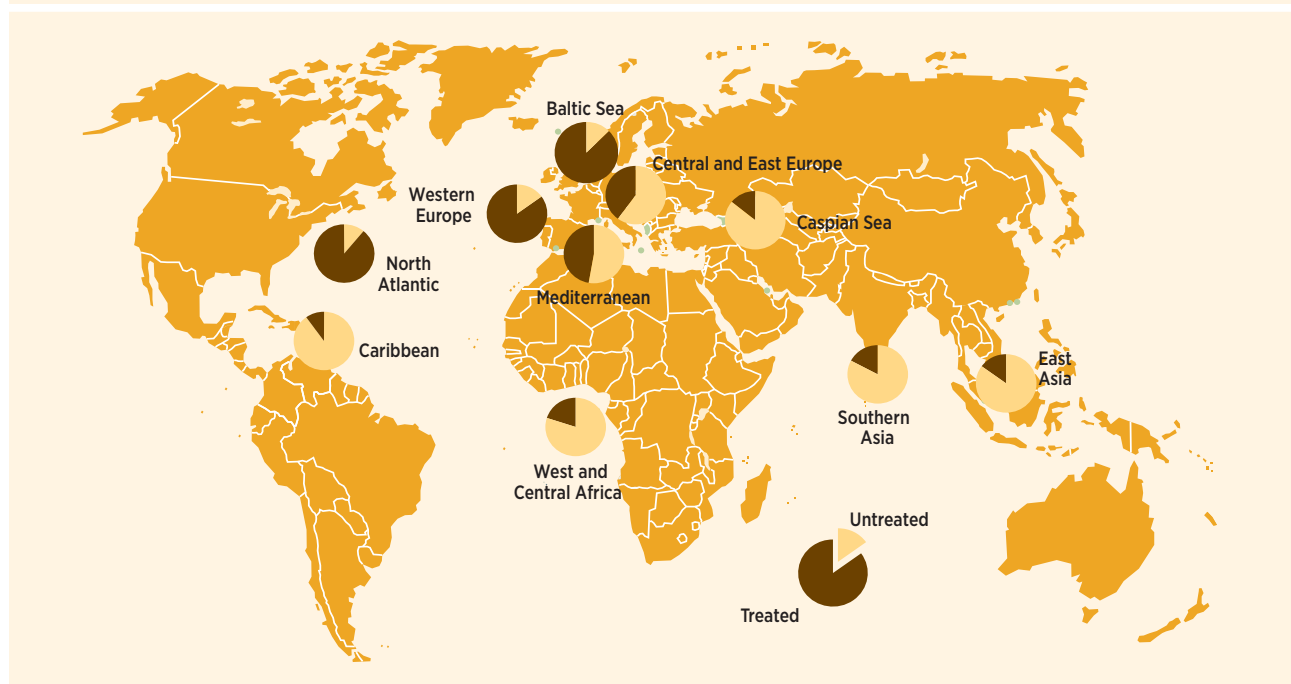 Baltic Sea
Central and East Europe
Western
Europe
Caspian Sea
North
Atlantic
Mediterranean
Caribbean
East
Asia
Southern
Asia
West and
Central Africa
Untreated
Treated